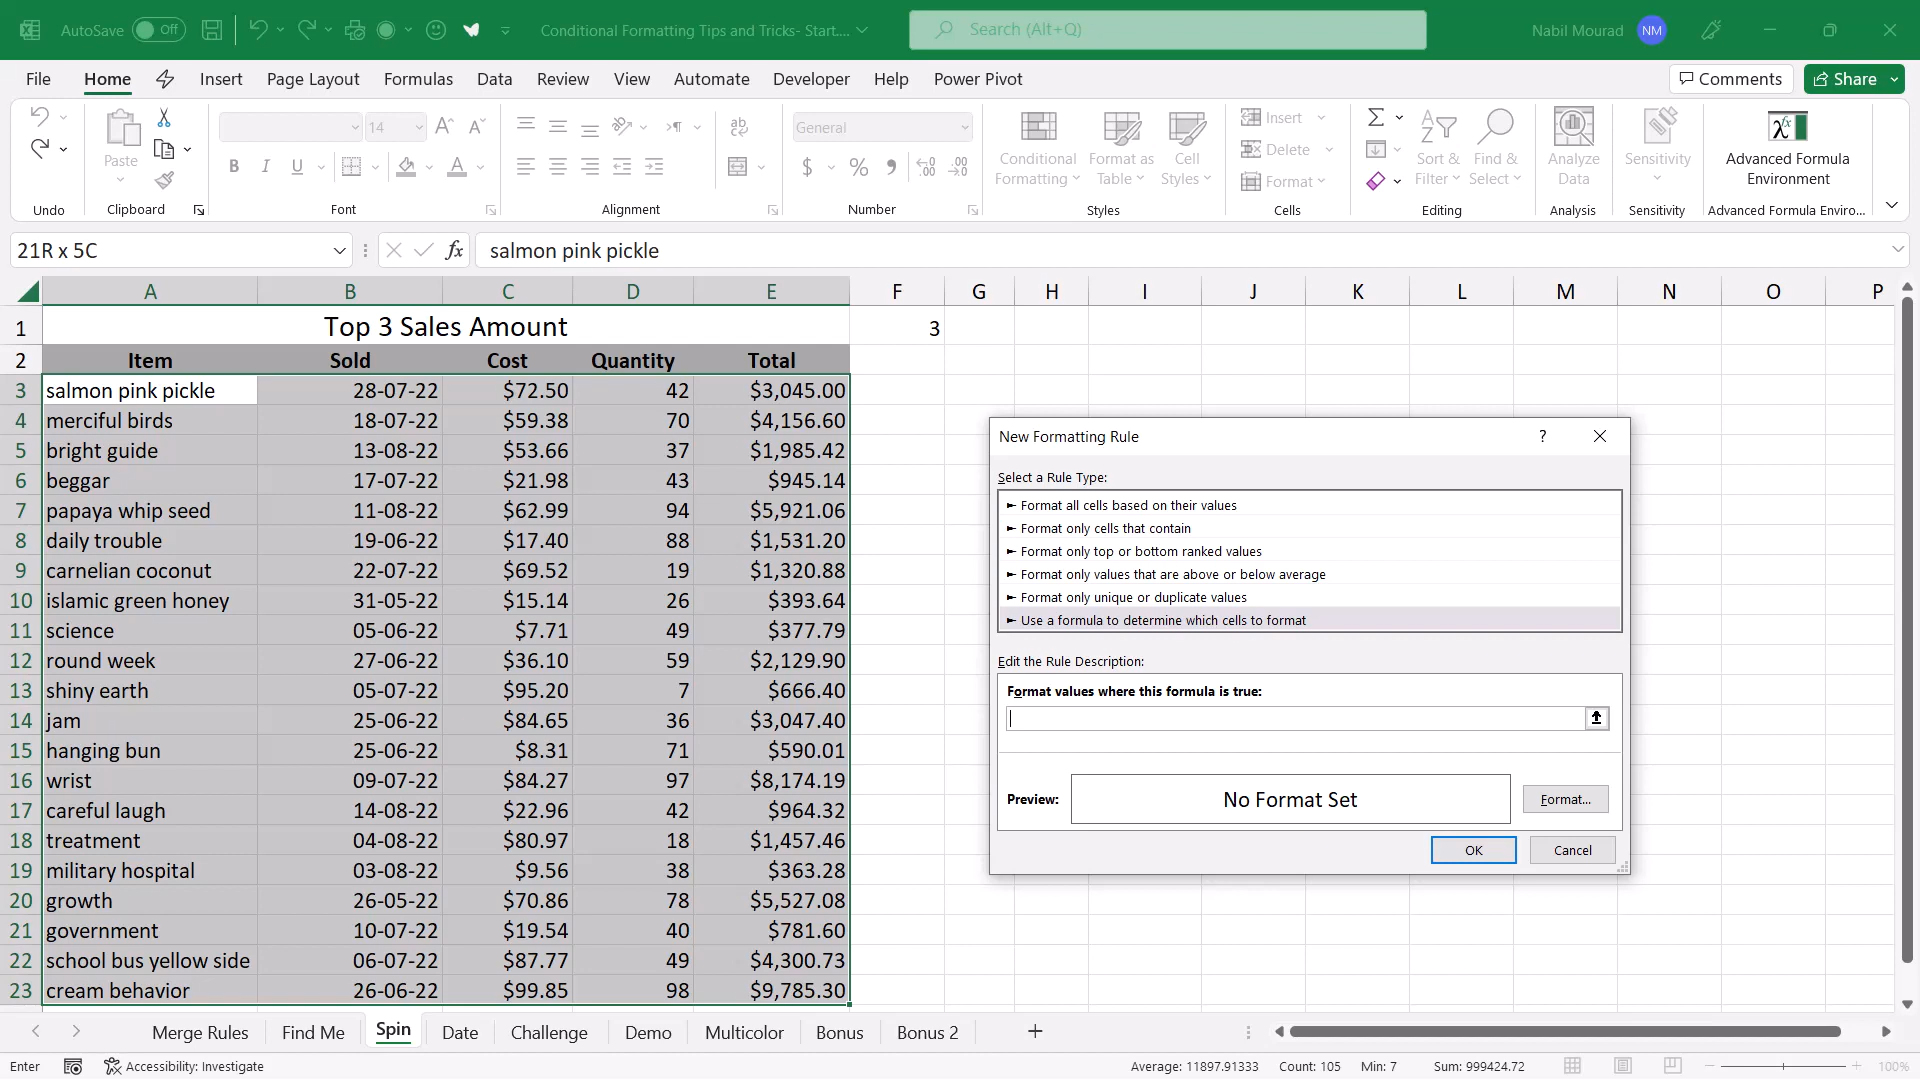 AutoSave Off
Conditional Formatting Tips and Tricks- Start....
Search (Alt+Q)
Nabil Mourad NM
File Home Insert Page Layout Formulas Data Review View Automate Developer Help Power Pivot
Comments Share
14
General
Paste
Conditional Formatting
Format as Table
Cell Styles
Insert
Delete
Format
Sort & Filter
Find & Select
Analyze Data
Sensitivity
Advanced Formula Environment
Undo Clipboard Font Alignment Number Styles Cells Editing Analysis Sensitivity Advanced Formula Enviro...
21R x 5C fx salmon pink pickle
A B C D E F G H I J K L M N O P
1 Top 3 Sales Amount 3
2 Item Sold Cost Quantity Total
3 salmon pink pickle 28-07-22 $72.50 42 $3,045.00
4 merciful birds 18-07-22 $59.38 70 $4,156.60
5 bright guide 13-08-22 $53.66 37 $1,985.42
6 beggar 17-07-22 $21.98 43 $945.14
7 papaya whip seed 11-08-22 $62.99 94 $5,921.06
8 daily trouble 19-06-22 $17.40 88 $1,531.20
9 carnelian coconut 22-07-22 $69.52 19 $1,320.88
10 islamic green honey 31-05-22 $15.14 26 $393.64
11 science 05-06-22 $7.71 49 $377.79
12 round week 27-06-22 $36.10 59 $2,129.90
13 shiny earth 05-07-22 $95.20 7 $666.40
14 jam 25-06-22 $84.65 36 $3,047.40
15 hanging bun 25-06-22 $8.31 71 $590.01
16 wrist 09-07-22 $84.27 97 $8,174.19
17 careful laugh 14-08-22 $22.96 42 $964.32
18 treatment 04-08-22 $80.97 18 $1,457.46
19 military hospital 03-08-22 $9.56 38 $363.28
20 growth 26-05-22 $70.86 78 $5,527.08
21 government 10-07-22 $19.54 40 $781.60
22 school bus yellow side 06-07-22 $87.77 49 $4,300.73
23 cream behavior 26-06-22 $99.85 98 $9,785.30
New Formatting Rule ?
Select a Rule Type:
Format all cells based on their values
Format only cells that contain
Format only top or bottom ranked values
Format only values that are above or below average
Format only unique or duplicate values
Use a formula to determine which cells to format
Edit the Rule Description:
Format values where this formula is true:
Preview: No Format Set Format...
OK Cancel
Merge Rules Find Me Spin Date Challenge Demo Multicolor Bonus Bonus 2
Enter Accessibility: Investigate Average: 11897.91333 Count: 105 Min: 7 Sum: 999424.72 100%